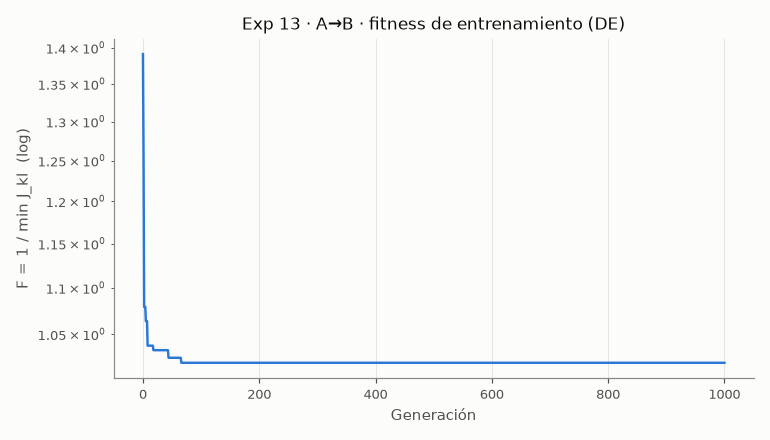 Exp 13 · A→B · fitness de entrenamiento (DE)
F = 1 / min J_kl (log)
1.4 × 10⁰
1.35 × 10⁰
1.3 × 10⁰
1.25 × 10⁰
1.2 × 10⁰
1.15 × 10⁰
1.1 × 10⁰
1.05 × 10⁰
0 200 400 600 800 1000
Generación